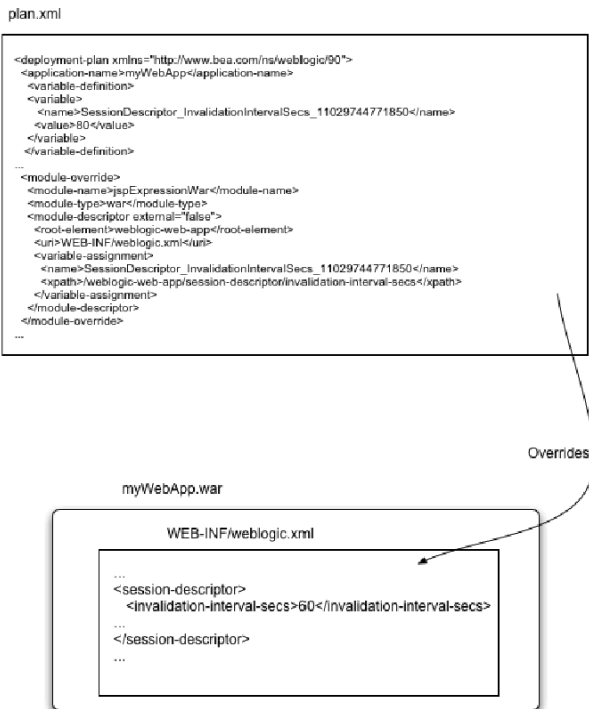 plan.xml
<deployment-plan xmlns="http://www.bea.com/ns/weblogic/90">
<application-name>myWebApp</application-name>
<variable-definition>
<variable>
<name>SessionDescriptor_InvalidationIntervalSecs_11029744771850</name>
<value>80</value>
</variable>
</variable-definition>
...
<module-override>
<module-name>jspExpressionWar</module-name>
<module-type>war</module-type>
<module-descriptor external="false">
<root-element>weblogic-web-app</root-element>
<uri>WEB-INF/weblogic.xml</uri>
<variable-assignment>
<name>SessionDescriptor_InvalidationIntervalSecs_11029744771850</name>
<xpath>/weblogic-web-app/session-descriptor/invalidation-interval-secs</xpath>
</variable-assignment>
</module-descriptor>
</module-override>
...
Overrides
myWebApp.war
WEB-INF/weblogic.xml
...
<session-descriptor>
<invalidation-interval-secs>60</invalidation-interval-secs>
...
</session-descriptor>
...